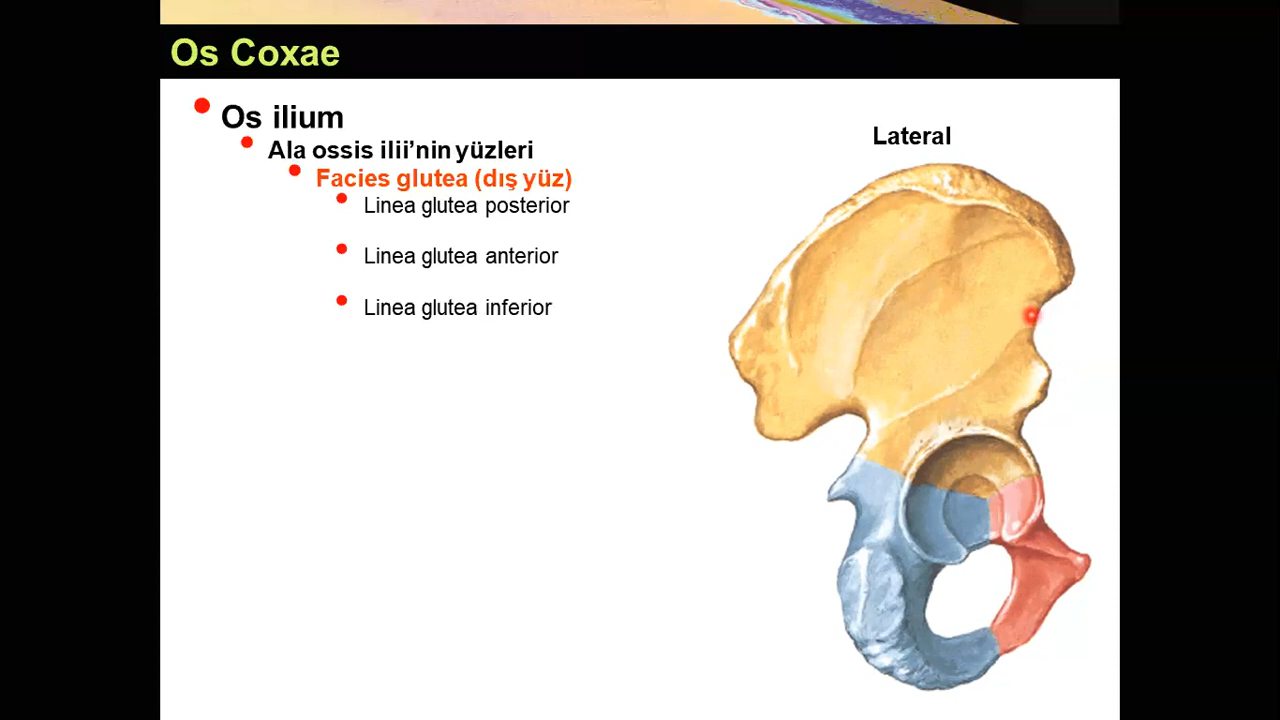 Os Coxae
Os ilium
Ala ossis ilii’nin yüzleri
Facies glutea (dış yüz)
Linea glutea posterior
Linea glutea anterior
Linea glutea inferior
Lateral